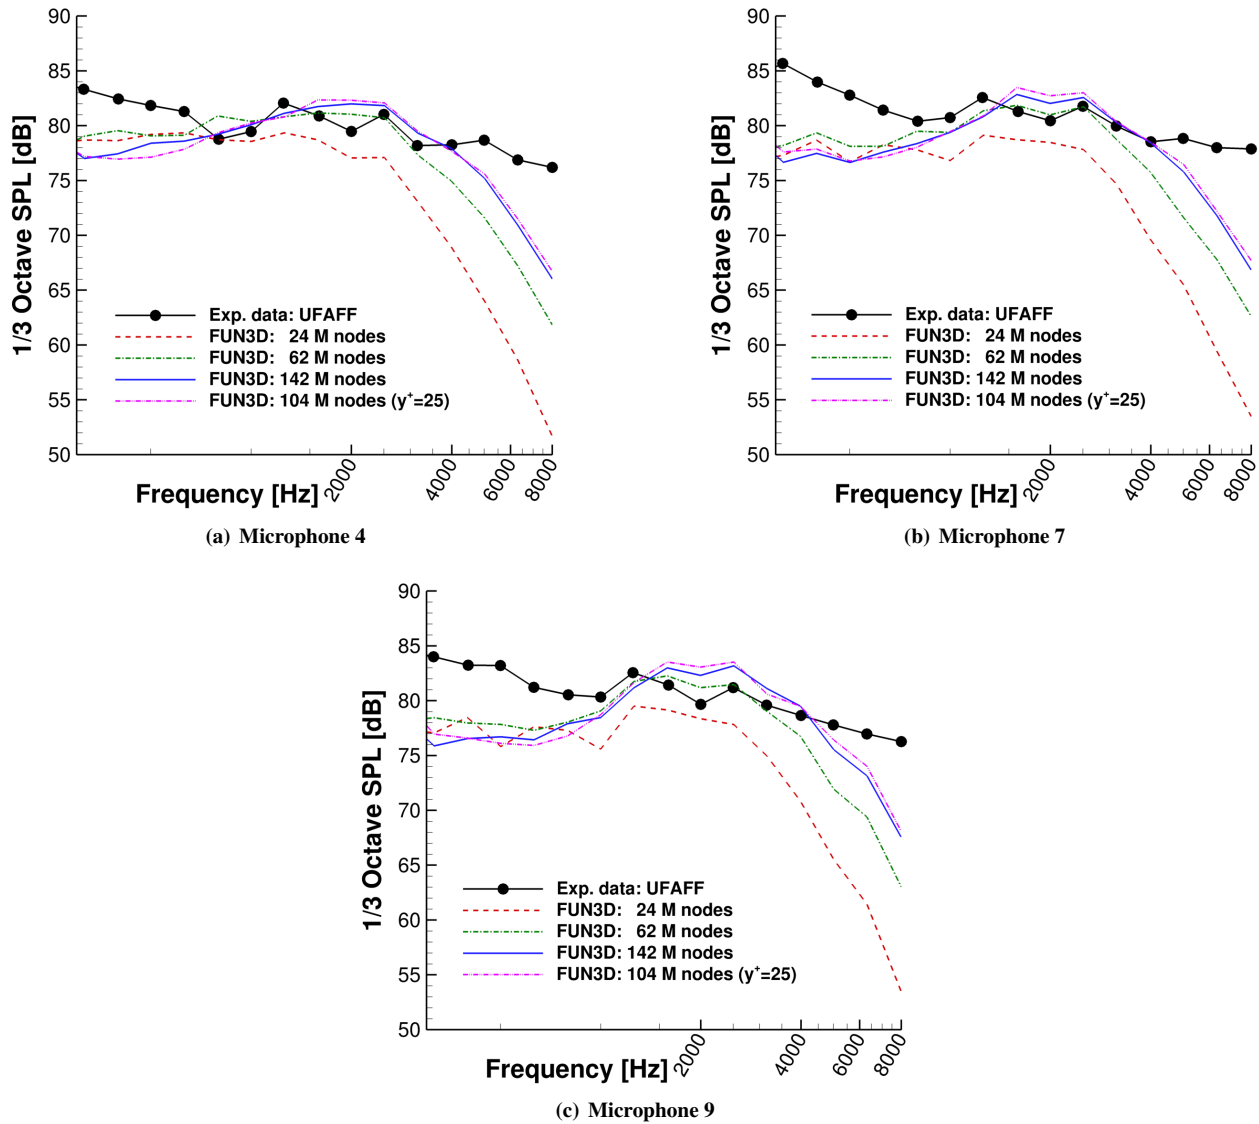 90
85
80
75
70
65
60
55
50
1/3 Octave SPL [dB]
Exp. data: UFAFF
FUN3D: 24 M nodes
FUN3D: 62 M nodes
FUN3D: 142 M nodes
FUN3D: 104 M nodes (y+=25)
2000
4000
6000
8000
Frequency [Hz]
(a) Microphone 4
90
85
80
75
70
65
60
55
50
1/3 Octave SPL [dB]
Exp. data: UFAFF
FUN3D: 24 M nodes
FUN3D: 62 M nodes
FUN3D: 142 M nodes
FUN3D: 104 M nodes (y+=25)
2000
4000
6000
8000
Frequency [Hz]
(b) Microphone 7
90
85
80
75
70
65
60
55
50
1/3 Octave SPL [dB]
Exp. data: UFAFF
FUN3D: 24 M nodes
FUN3D: 62 M nodes
FUN3D: 142 M nodes
FUN3D: 104 M nodes (y+=25)
2000
4000
6000
8000
Frequency [Hz]
(c) Microphone 9